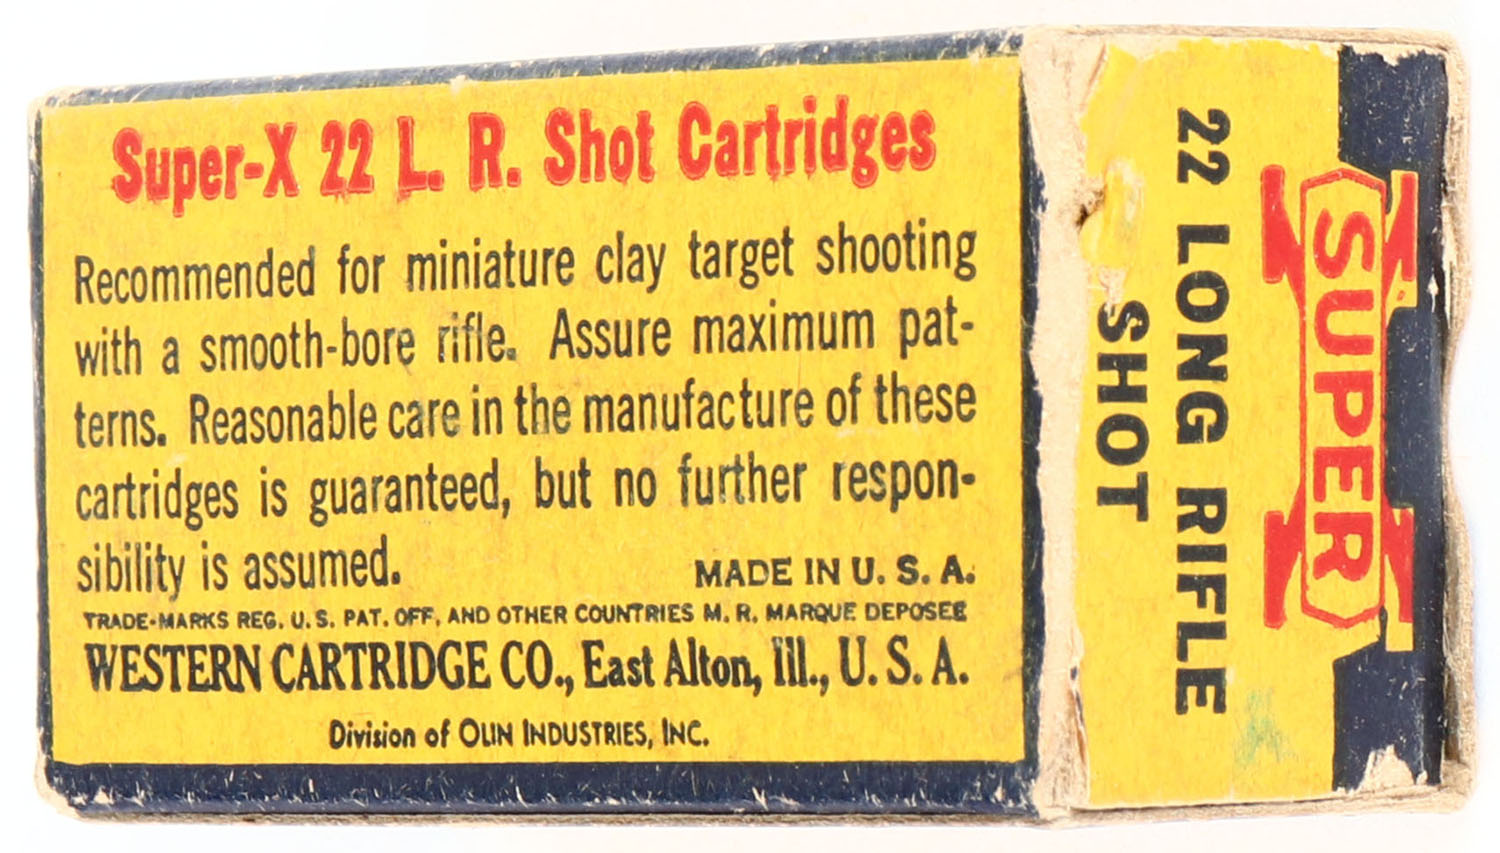 Super-X 22 L. R. Shot Cartridges
Recommended for miniature clay target shooting
with a smooth-bore rifle. Assure maximum pat-
terns. Reasonable care in the manufacture of these
cartridges is guaranteed, but no further respon-
sibility is assumed.
MADE IN U. S. A.
TRADE-MARKS REG. U. S. PAT. OFF. AND OTHER COUNTRIES M. R. MARQUE DEPOSEE
WESTERN CARTRIDGE CO., East Alton, Ill., U. S. A.
Division of OLIN INDUSTRIES, INC.
SUPER X
22 LONG RIFLE
SHOT